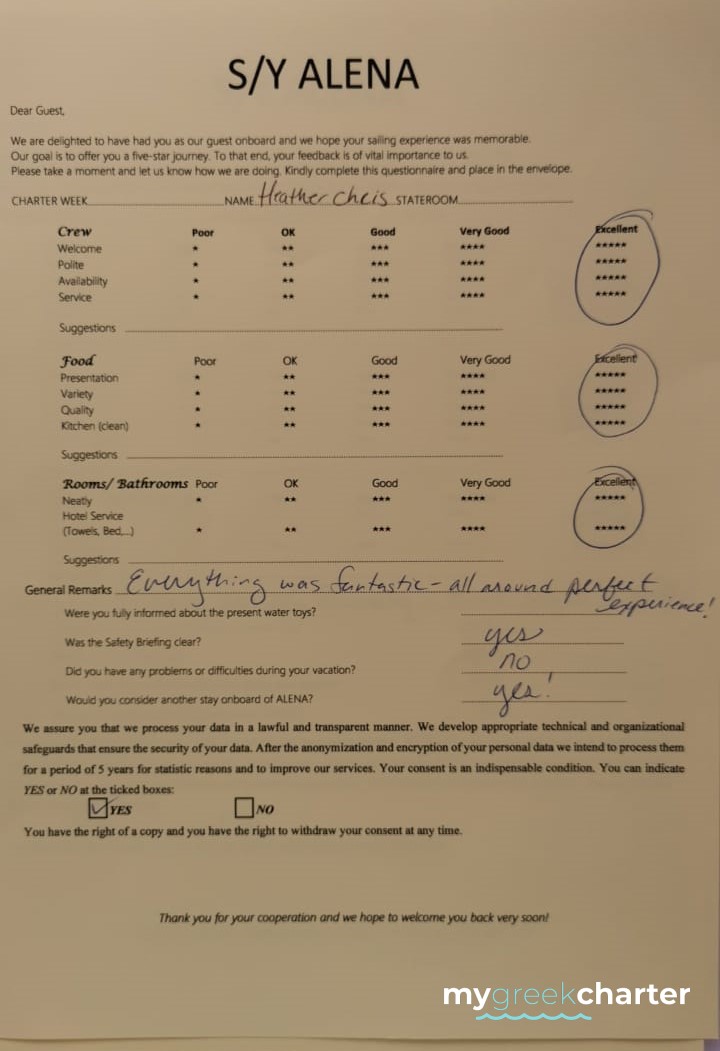 S/Y ALENA
Dear Guest,
We are delighted to have had you as our guest onboard and we hope your sailing experience was memorable.
Our goal is to offer you a five-star journey. To that end, your feedback is of vital importance to us.
Please take a moment and let us know how we are doing. Kindly complete this questionnaire and place in the envelope.
CHARTER WEEK NAME Heather Cheis STATEROOM
Crew Poor OK Good Very Good Excellent
Welcome * ** *** **** *****
Polite * ** *** **** *****
Availability * ** *** **** *****
Service * ** *** **** *****
Suggestions
Food Poor OK Good Very Good Excellent
Presentation * ** *** **** *****
Variety * ** *** **** *****
Quality * ** *** **** *****
Kitchen (clean) * ** *** **** *****
Suggestions
Rooms/ Bathrooms Poor OK Good Very Good Excellent
Neatly * ** *** **** *****
Hotel Service
(Towels, Bed,...) * ** *** **** *****
Suggestions
General Remarks Everything was fantastic - all around perfect
experience!
Were you fully informed about the present water toys?
Was the Safety Briefing clear? yes
Did you have any problems or difficulties during your vacation? no
Would you consider another stay onboard of ALENA? yes!
We assure you that we process your data in a lawful and transparent manner. We develop appropriate technical and organizational
safeguards that ensure the security of your data. After the anonymization and encryption of your personal data we intend to process them
for a period of 5 years for statistic reasons and to improve our services. Your consent is an indispensable condition. You can indicate
YES or NO at the ticked boxes:
YES NO
You have the right of a copy and you have the right to withdraw your consent at any time.
Thank you for your cooperation and we hope to welcome you back very soon!
mygreekcharter